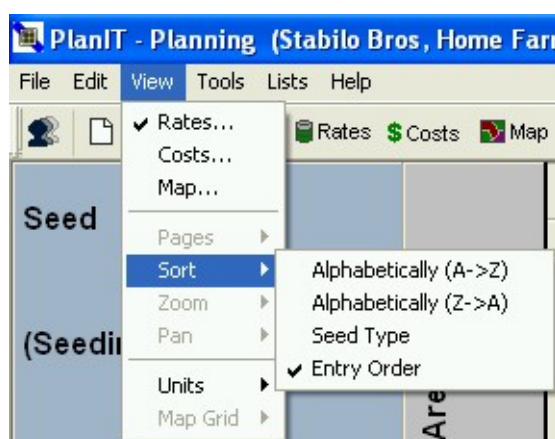 PlanIT - Planning (Stabilo Bros, Home Far
File Edit View Tools Lists Help
Rates Costs Map
Rates...
Costs...
Map...
Pages
Sort
Zoom
Pan
Units
Map Grid
Alphabetically (A->Z)
Alphabetically (Z->A)
Seed Type
Entry Order
Seed
(Seedi
Are